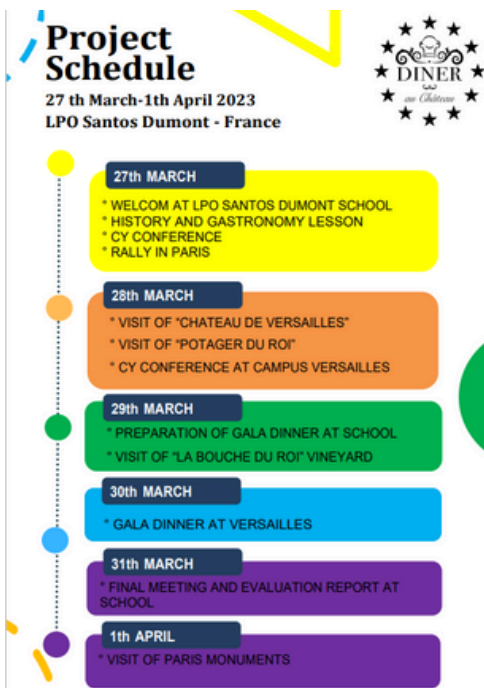 Project
Schedule
27 th March-1th April 2023
LPO Santos Dumont - France
DINER
au Château
27th MARCH
* WELCOM AT LPO SANTOS DUMONT SCHOOL
* HISTORY AND GASTRONOMY LESSON
* CY CONFERENCE
* RALLY IN PARIS
28th MARCH
* VISIT OF "CHATEAU DE VERSAILLES"
* VISIT OF "POTAGER DU ROI"
* CY CONFERENCE AT CAMPUS VERSAILLES
29th MARCH
* PREPARATION OF GALA DINNER AT SCHOOL
* VISIT OF "LA BOUCHE DU ROI" VINEYARD
30th MARCH
* GALA DINNER AT VERSAILLES
31th MARCH
* FINAL MEETING AND EVALUATION REPORT AT
SCHOOL
1th APRIL
* VISIT OF PARIS MONUMENTS